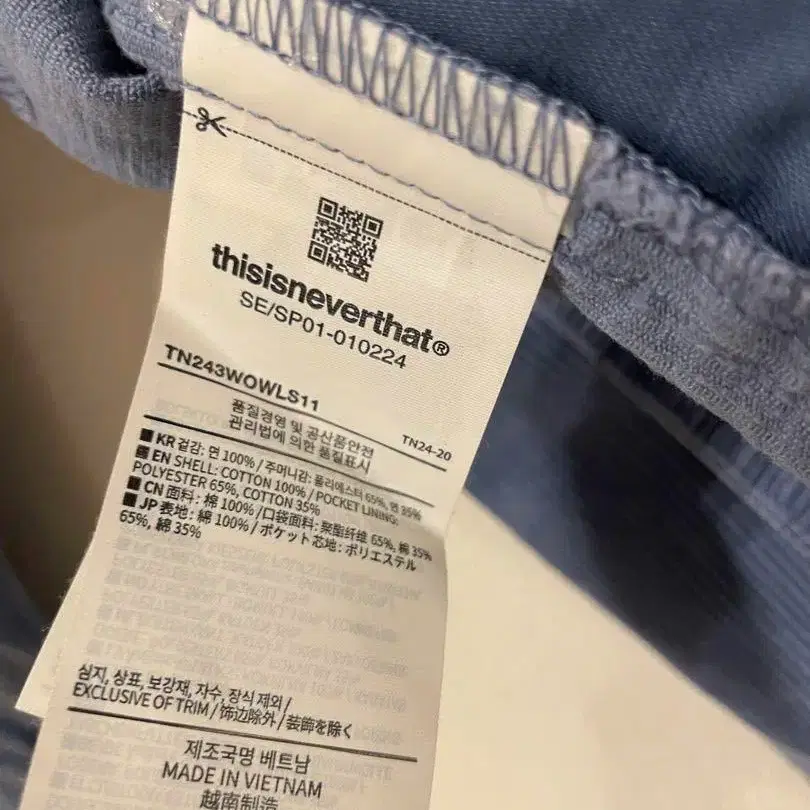 thisisneverthat®
SE/SP01-010224
TN243WOWLS11
품질경영 및 공산품안전
관리법에 의한 품질표시
TN24-20
■ KR 겉감: 면 100% / 주머니감: 폴리에스터 65%, 면 35%
■ EN SHELL: COTTON 100% / POCKET LINING:
POLYESTER 65%, COTTON 35%
■ CN 面料: 棉 100% / 口袋面料: 聚酯纤维 65%, 棉 35%
■ JP 表地: 綿 100% / ポケット芯地: ポリエステル
65%, 綿 35%
심지, 상표, 보강재, 자수, 장식 제외 /
EXCLUSIVE OF TRIM / 饰边除外 / 装飾を除く
제조국명 베트남
MADE IN VIETNAM
越南制造